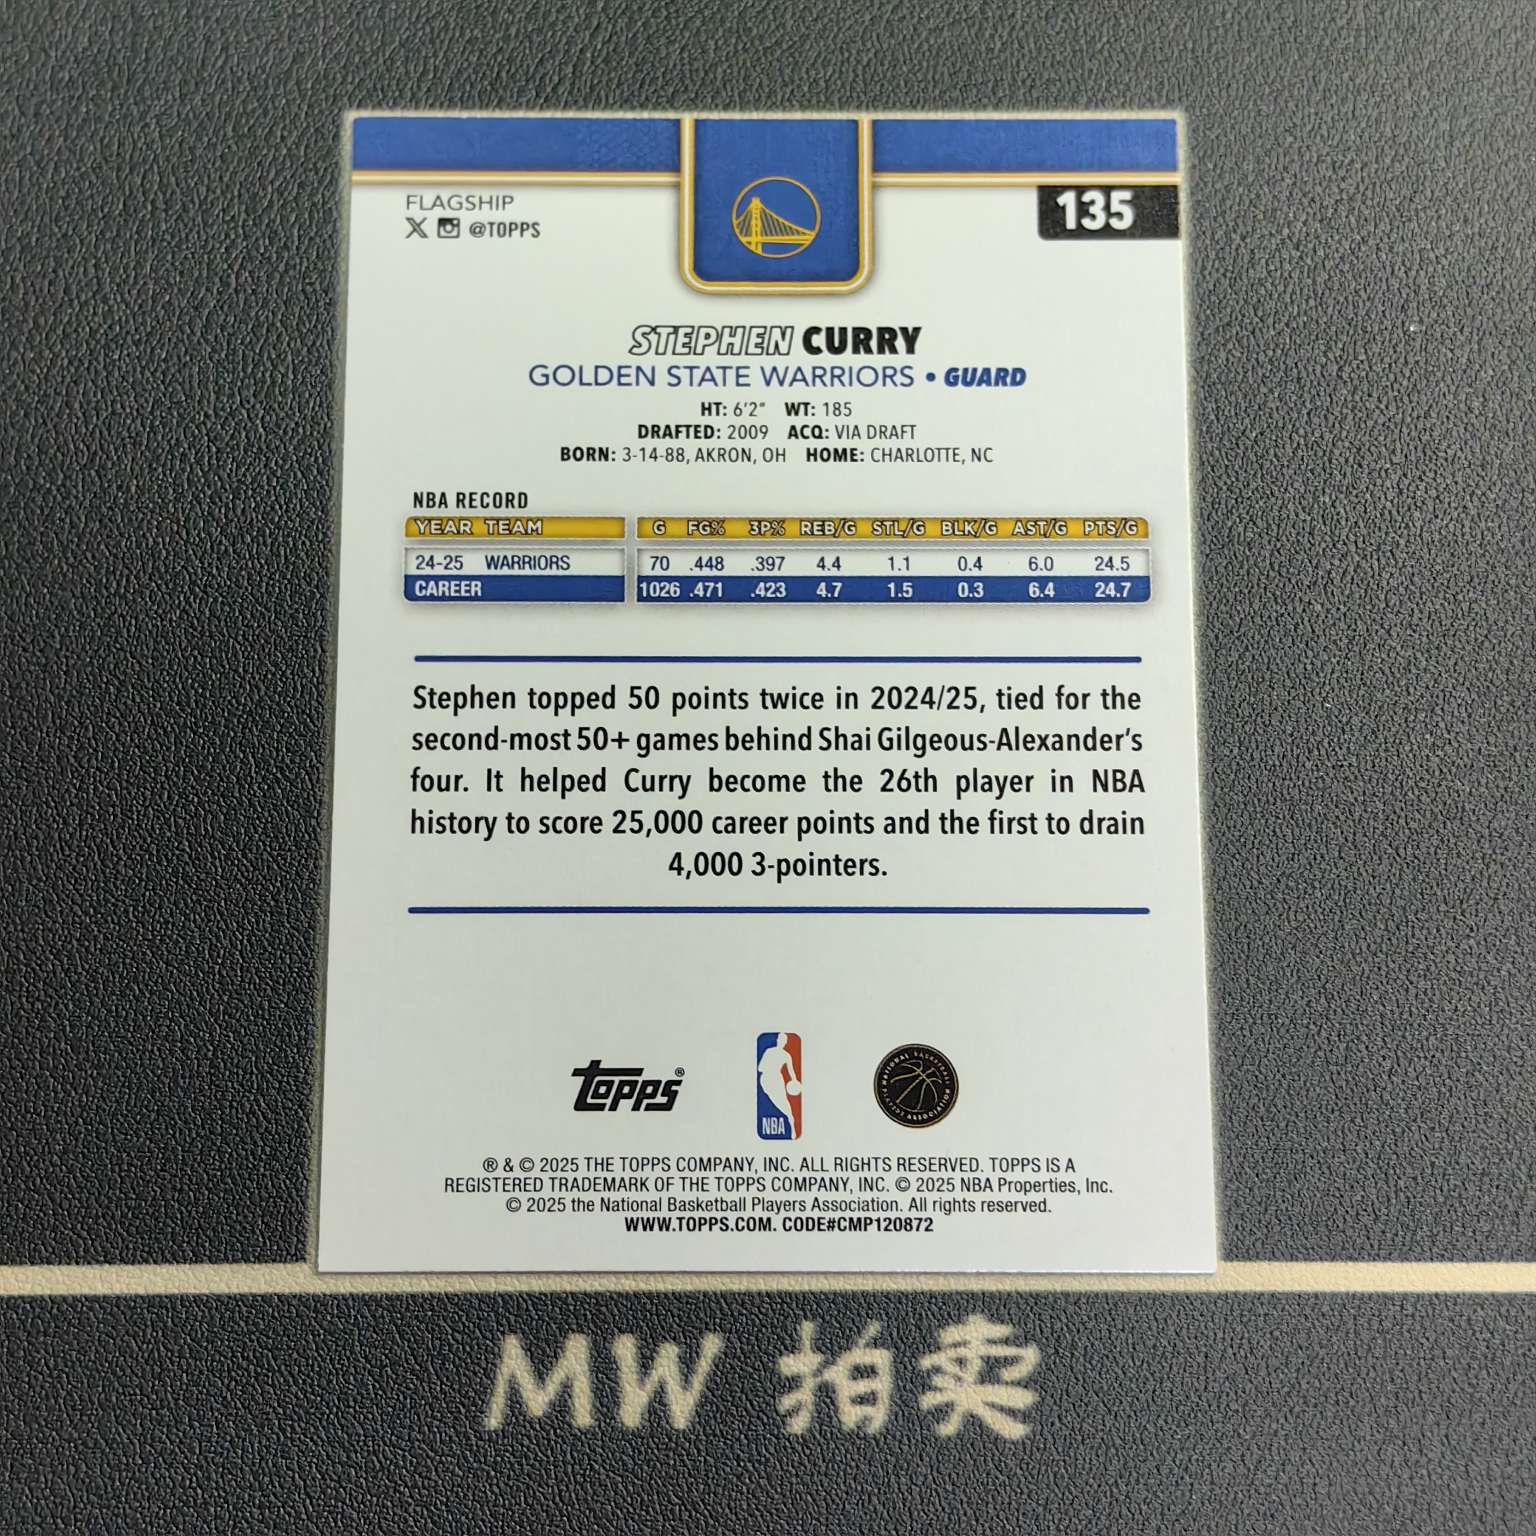 FLAGSHIP
@TOPPS
135
STEPHEN CURRY
GOLDEN STATE WARRIORS • GUARD
HT: 6'2" WT: 185
DRAFTED: 2009 ACQ: VIA DRAFT
BORN: 3-14-88, AKRON, OH HOME: CHARLOTTE, NC
NBA RECORD
YEAR TEAM G FG% 3P% REB/G STL/G BLK/G AST/G PTS/G
24-25 WARRIORS 70 .448 .397 4.4 1.1 0.4 6.0 24.5
CAREER 1026 .471 .423 4.7 1.5 0.3 6.4 24.7
Stephen topped 50 points twice in 2024/25, tied for the
second-most 50+ games behind Shai Gilgeous-Alexander's
four. It helped Curry become the 26th player in NBA
history to score 25,000 career points and the first to drain
4,000 3-pointers.
Topps®
NBA
® & © 2025 THE TOPPS COMPANY, INC. ALL RIGHTS RESERVED. TOPPS IS A
REGISTERED TRADEMARK OF THE TOPPS COMPANY, INC. © 2025 NBA Properties, Inc.
© 2025 the National Basketball Players Association. All rights reserved.
WWW.TOPPS.COM. CODE#CMP120872
MW 拍卖